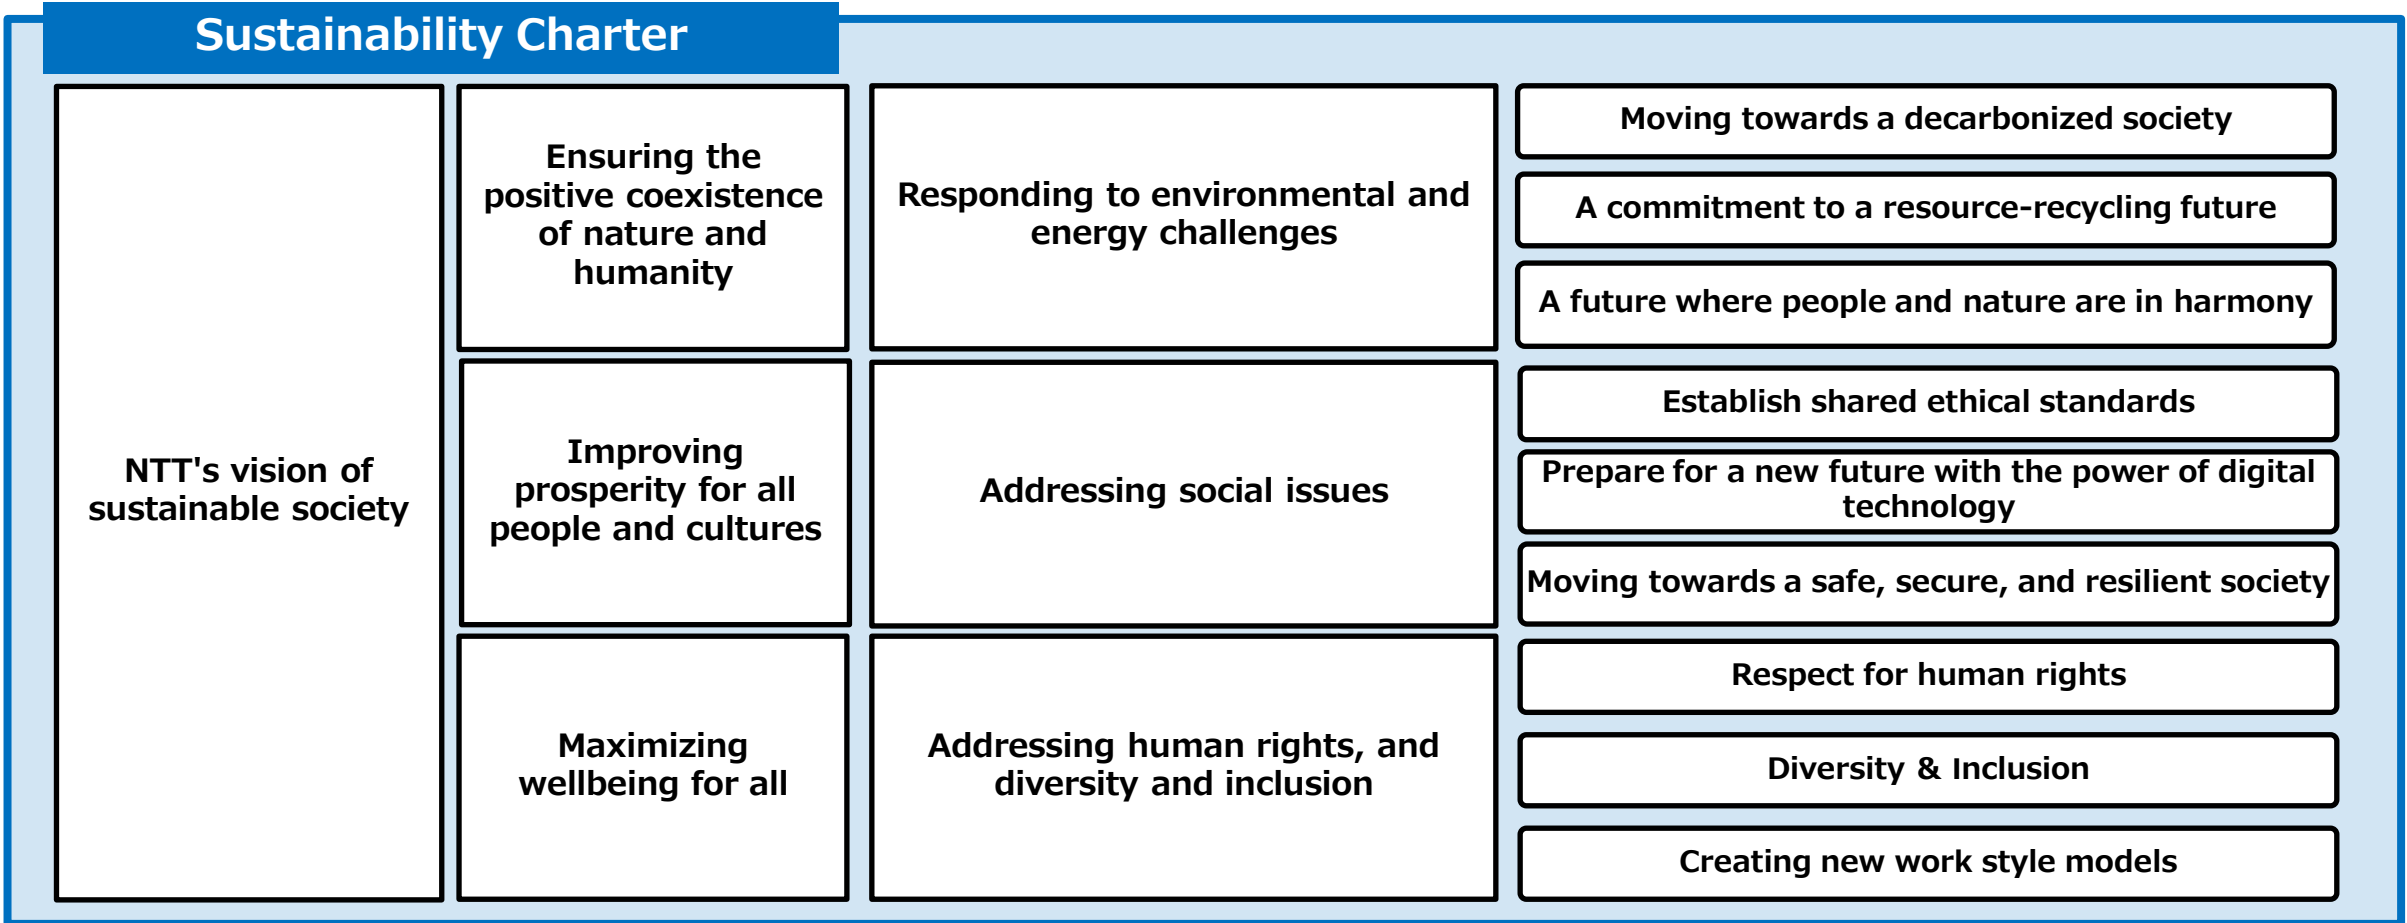 Sustainability Charter
NTT's vision of
sustainable society
Ensuring the
positive coexistence
of nature and
humanity
Responding to environmental and
energy challenges
Moving towards a decarbonized society
A commitment to a resource-recycling future
A future where people and nature are in harmony
Improving
prosperity for all
people and cultures
Addressing social issues
Establish shared ethical standards
Prepare for a new future with the power of digital
technology
Moving towards a safe, secure, and resilient society
Maximizing
wellbeing for all
Addressing human rights, and
diversity and inclusion
Respect for human rights
Diversity & Inclusion
Creating new work style models